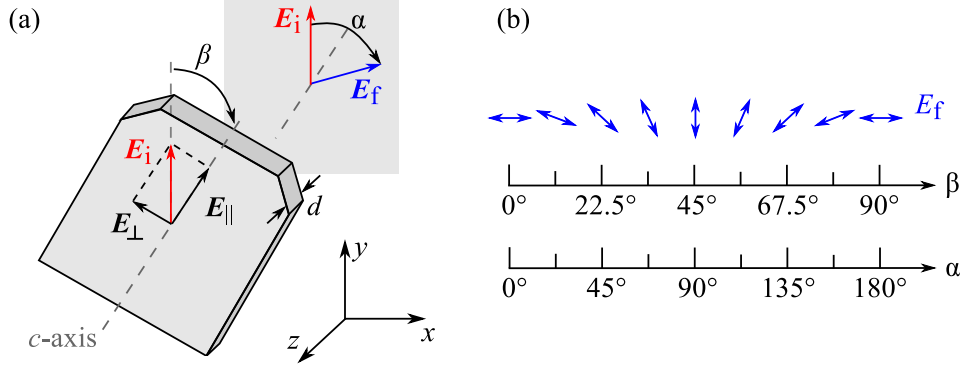 (a)
E_i
α
β
E_f
E_i
E_∥
E_⊥
d
c-axis
y
x
z
(b)
E_f
β
0° 22.5° 45° 67.5° 90°
α
0° 45° 90° 135° 180°